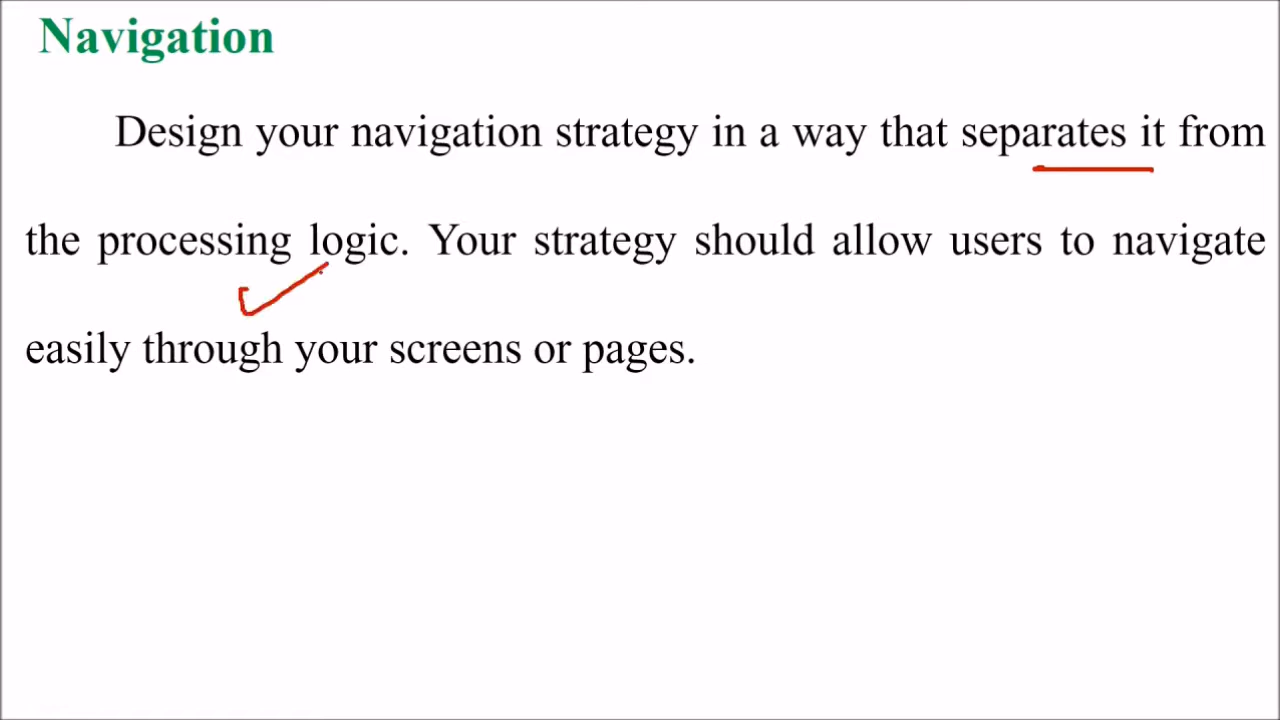 Navigation
Design your navigation strategy in a way that separates it from
the processing logic. Your strategy should allow users to navigate
easily through your screens or pages.